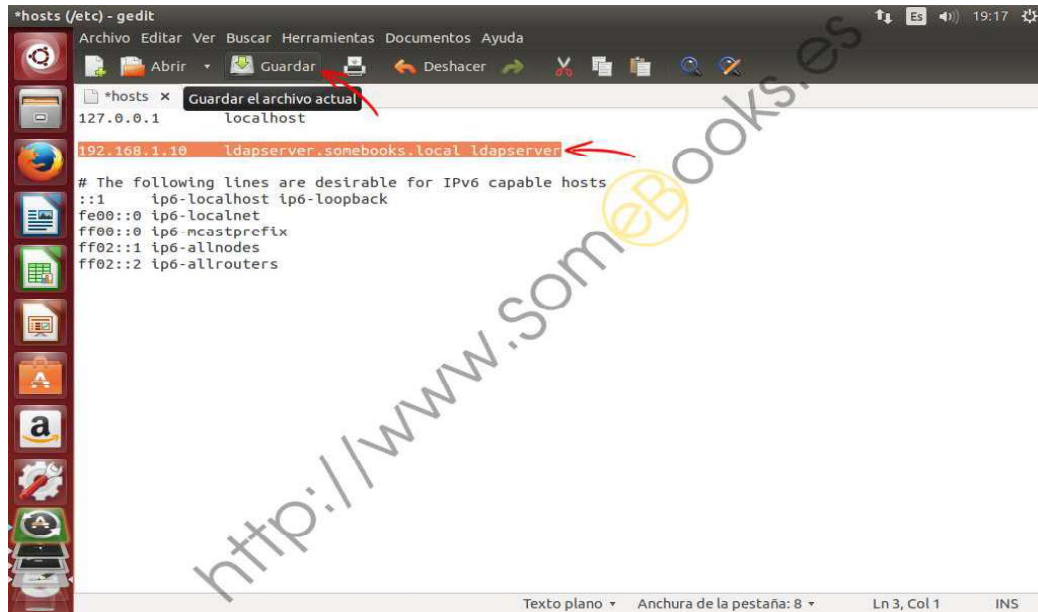 *hosts (/etc) - gedit
Es 19:17
Archivo Editar Ver Buscar Herramientas Documentos Ayuda
Abrir Guardar Deshacer
*hosts × Guardar el archivo actual
127.0.0.1 localhost
192.168.1.10 ldapserver.somebooks.local ldapserver
# The following lines are desirable for IPv6 capable hosts
::1 ip6-localhost ip6-loopback
fe00::0 ip6-localnet
ff00::0 ip6-mcastprefix
ff02::1 ip6-allnodes
ff02::2 ip6-allrouters
http://www.someBooks.es
a
Texto plano Anchura de la pestaña: 8 Ln 3, Col 1 INS